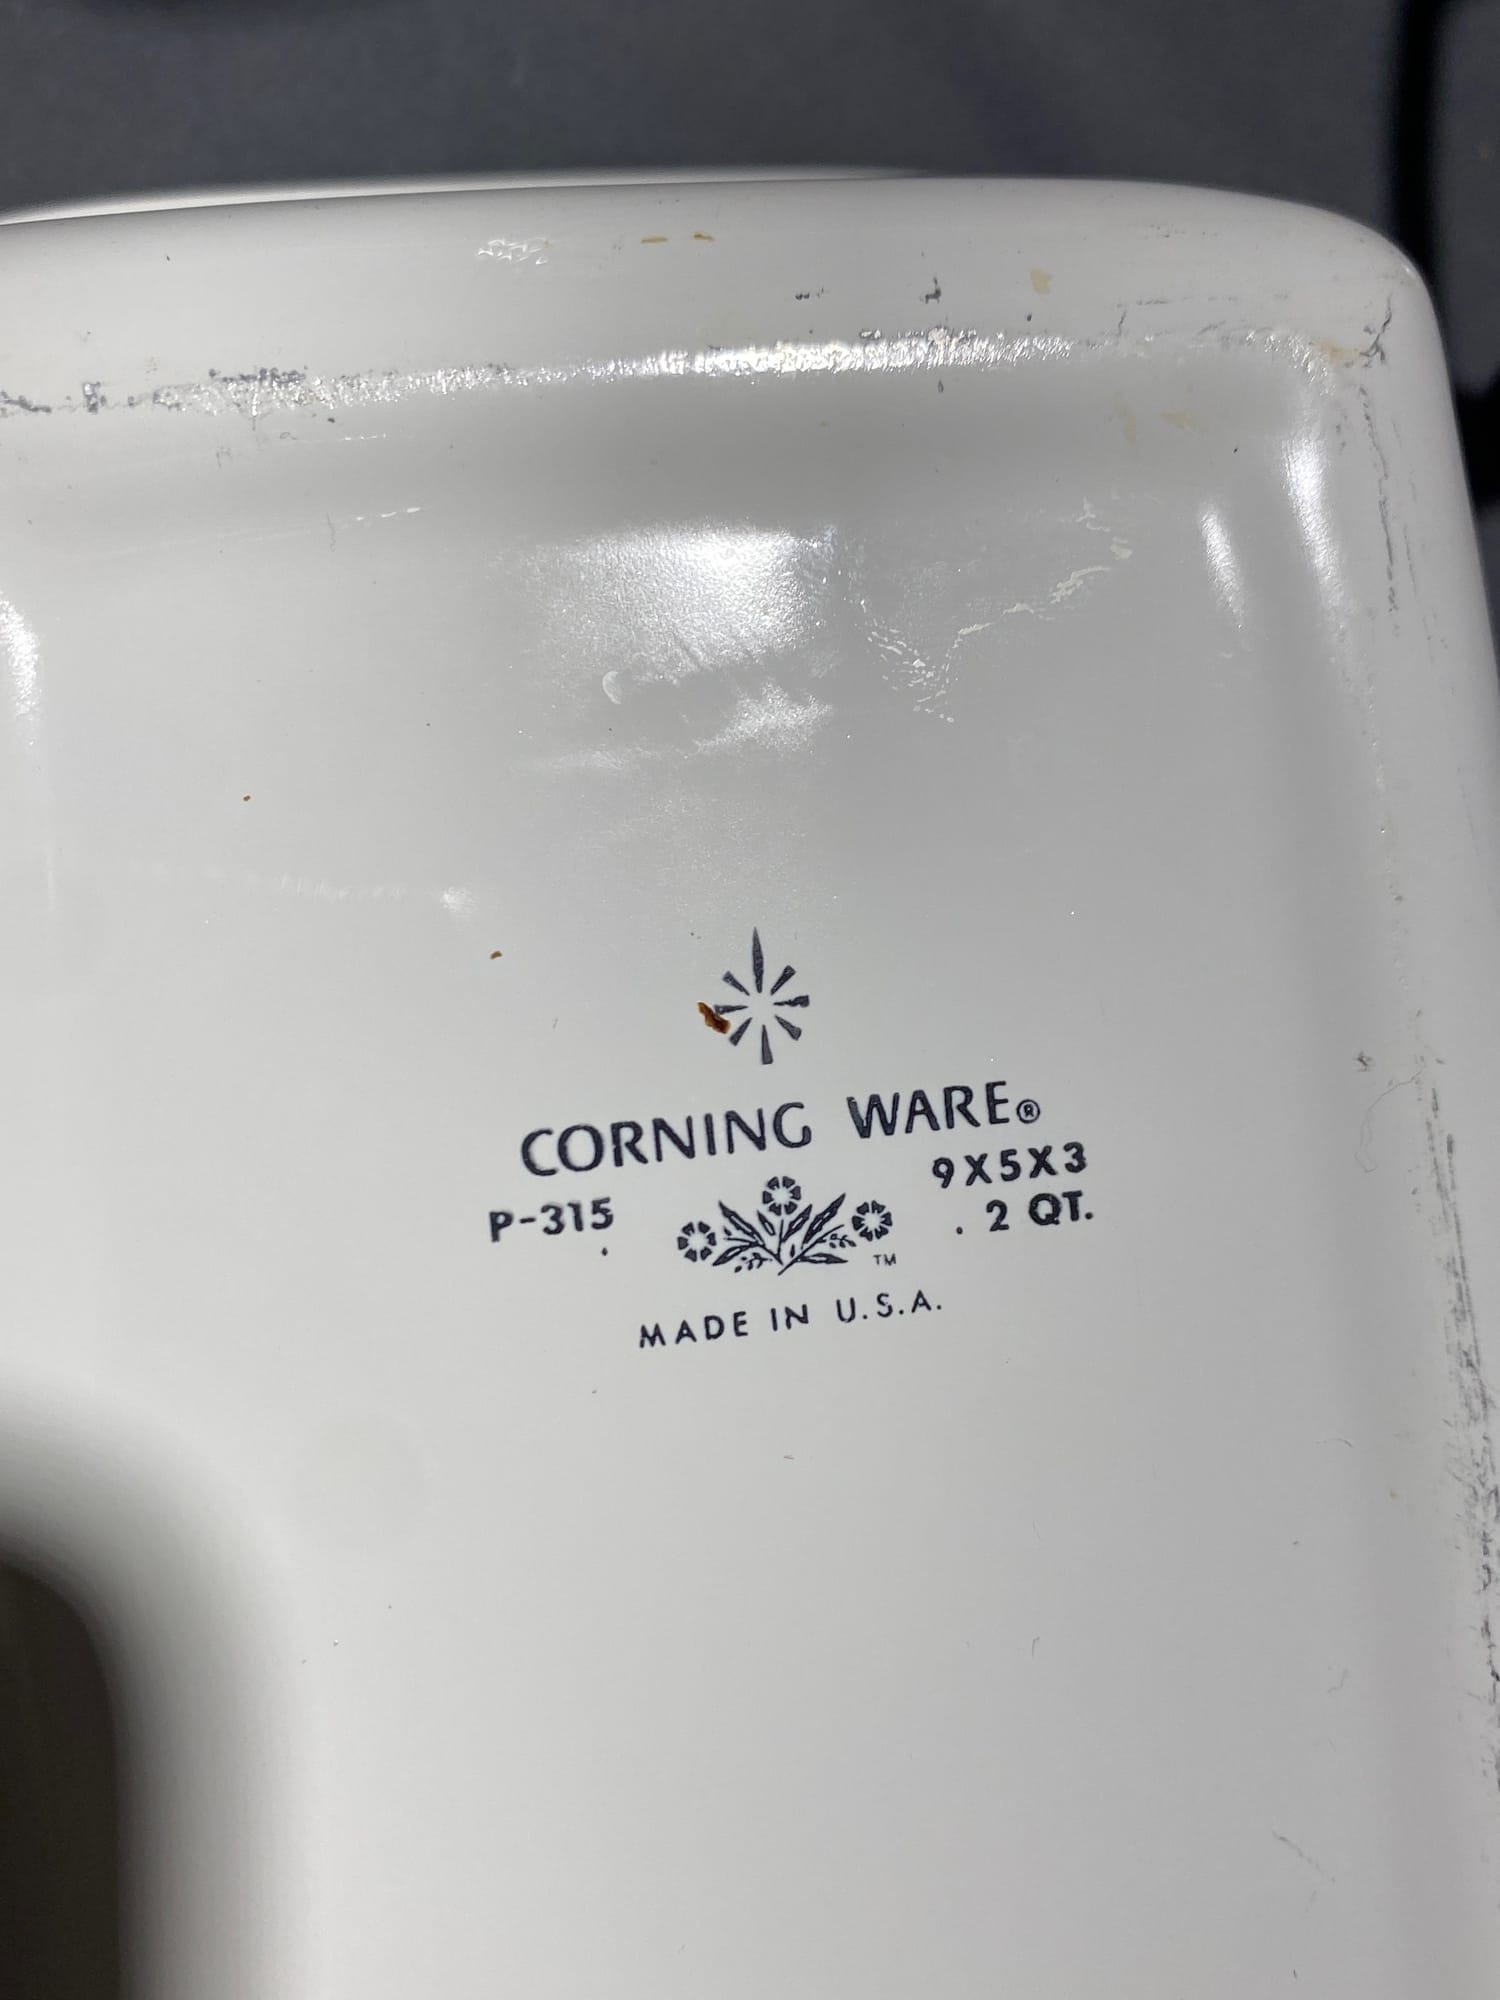 CORNING WARE®
9X5X3
P-315
2 QT.
TM
MADE IN U.S.A.